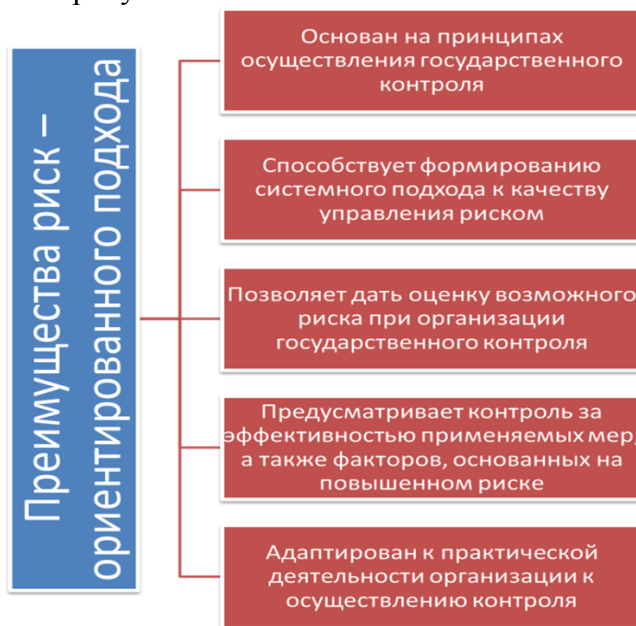 Преимущества риск –
ориентированного подхода
Основан на принципах
осуществления государственного
контроля
Способствует формированию
системного подхода к качеству
управления риском
Позволяет дать оценку возможного
риска при организации
государственного контроля
Предусматривает контроль за
эффективностью применяемых мер,
а также факторов, основанных на
повышенном риске
Адаптирован к практической
деятельности организации к
осуществлению контроля